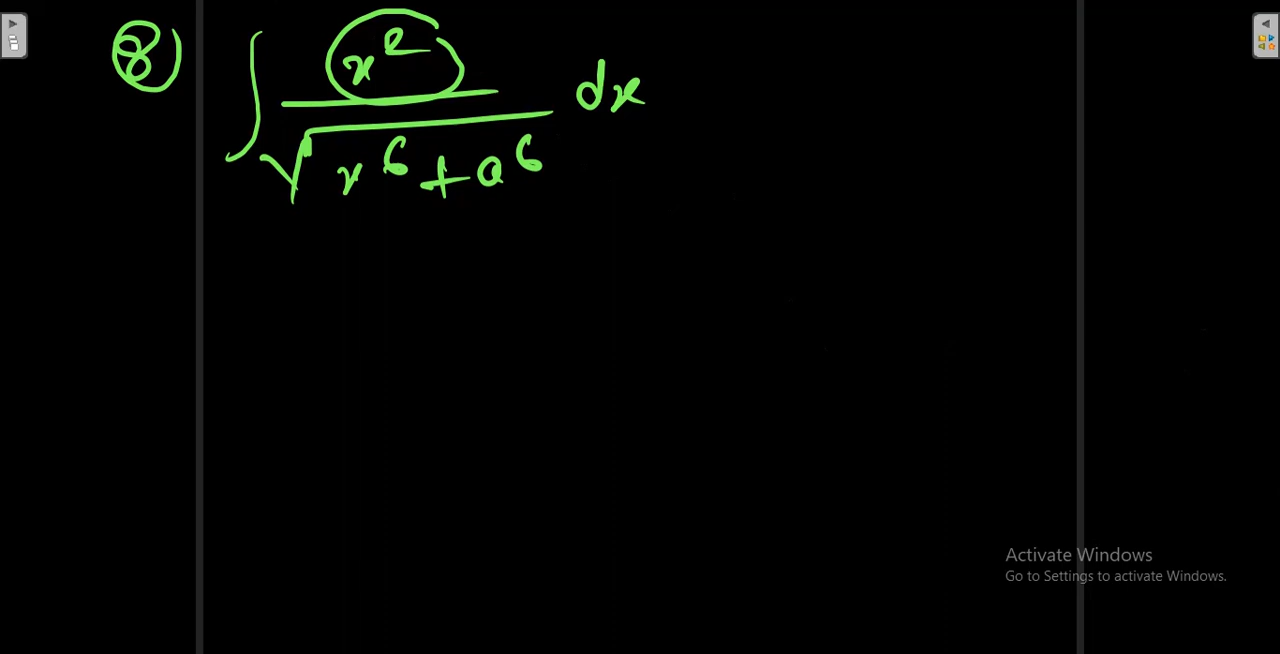 8) ∫ x² / √(x⁶ + a⁶) dx
Activate Windows
Go to Settings to activate Windows.